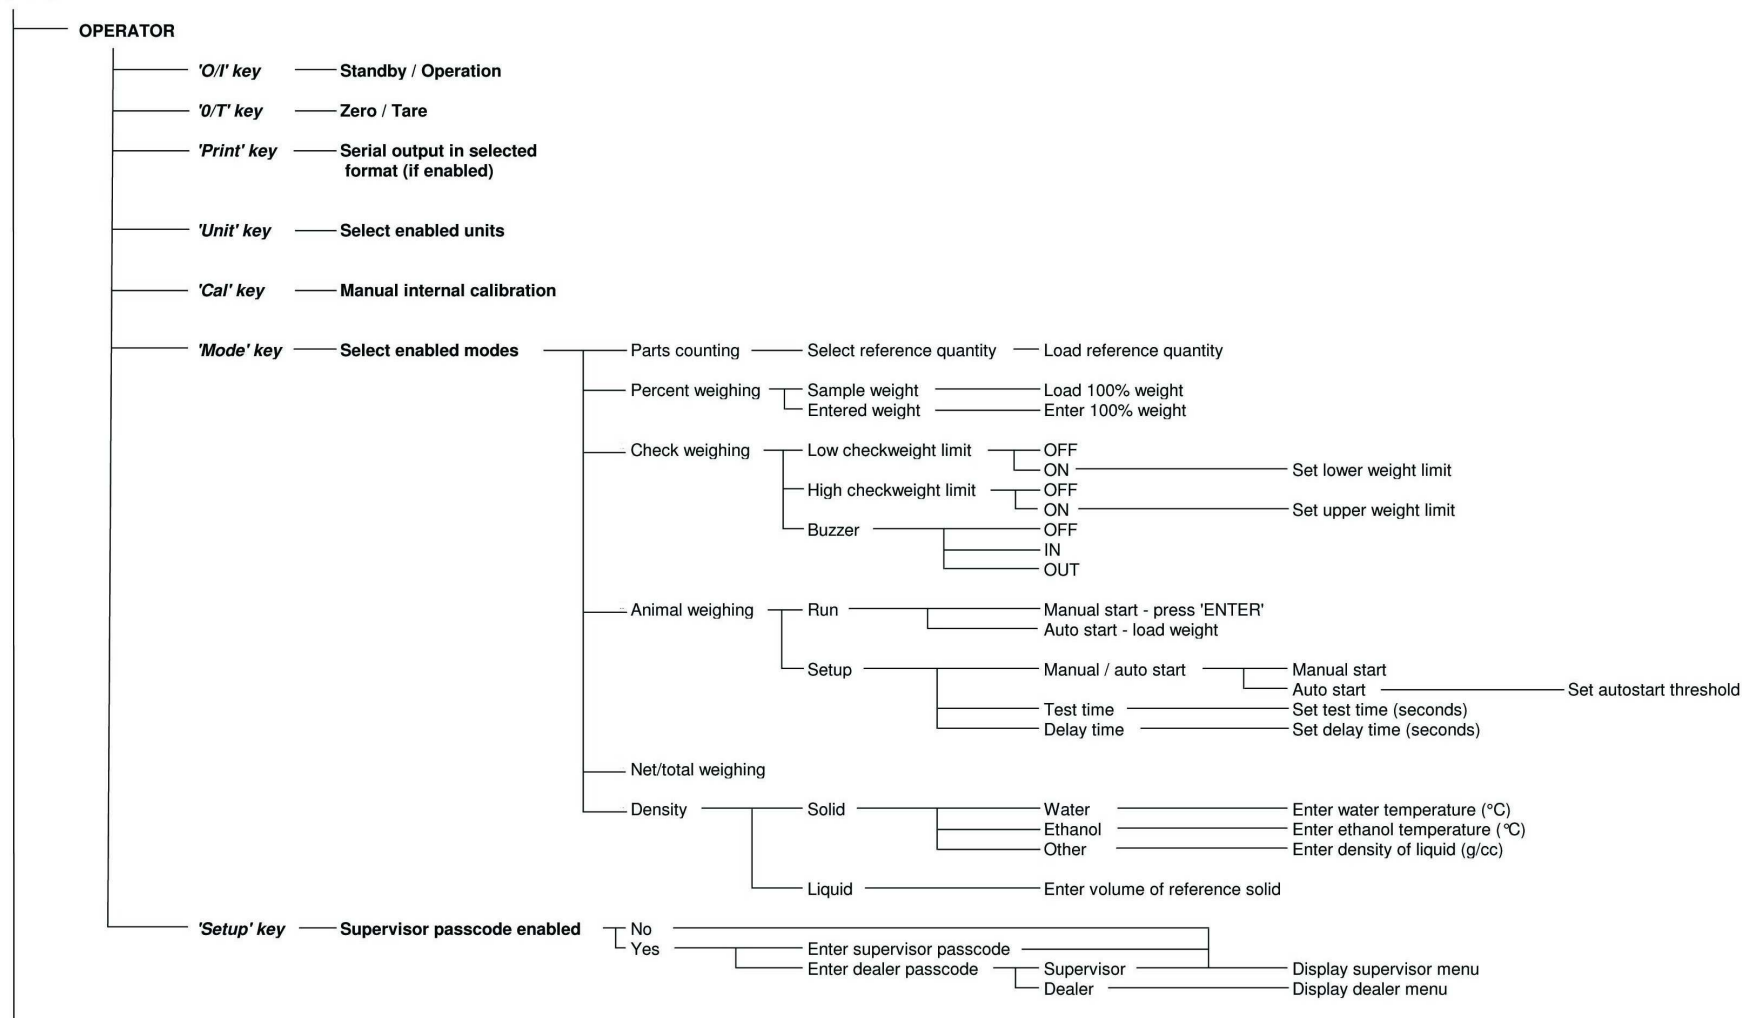 OPERATOR
'O/I' key Standby / Operation
'0/T' key Zero / Tare
'Print' key Serial output in selected
format (if enabled)
'Unit' key Select enabled units
'Cal' key Manual internal calibration
'Mode' key Select enabled modes Parts counting Select reference quantity Load reference quantity
Percent weighing Sample weight Load 100% weight
Entered weight Enter 100% weight
Check weighing Low checkweight limit OFF
ON Set lower weight limit
High checkweight limit OFF
ON Set upper weight limit
Buzzer OFF
IN
OUT
Animal weighing Run Manual start - press 'ENTER'
Auto start - load weight
Setup Manual / auto start Manual start
Auto start Set autostart threshold
Test time Set test time (seconds)
Delay time Set delay time (seconds)
Net/total weighing
Density Solid Water Enter water temperature (°C)
Ethanol Enter ethanol temperature (°C)
Other Enter density of liquid (g/cc)
Liquid Enter volume of reference solid
'Setup' key Supervisor passcode enabled No
Yes Enter supervisor passcode
Enter dealer passcode Supervisor Display supervisor menu
Dealer Display dealer menu